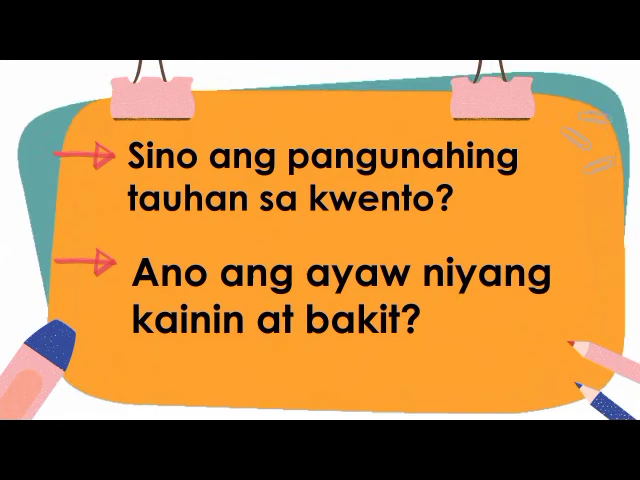 Sino ang pangunahing
tauhan sa kwento?
Ano ang ayaw niyang
kainin at bakit?